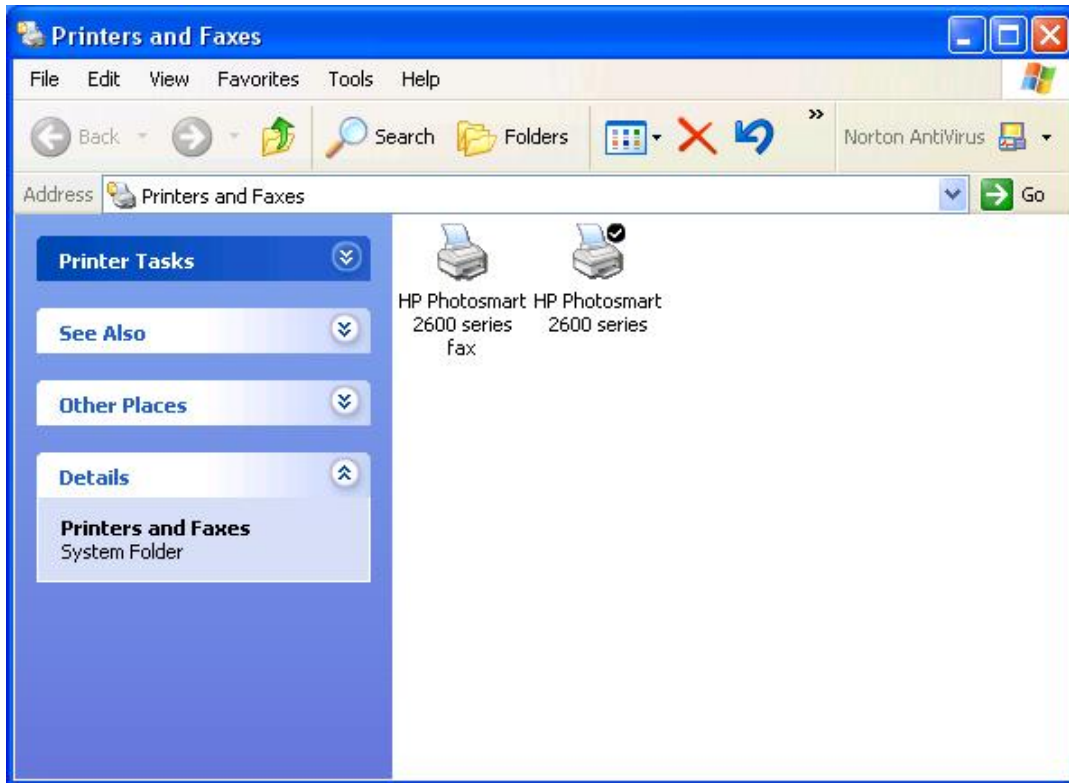 Printers and Faxes
File Edit View Favorites Tools Help
Back Search Folders » Norton AntiVirus
Address Printers and Faxes Go
Printer Tasks
See Also
Other Places
Details
Printers and Faxes
System Folder
HP Photosmart
2600 series
fax
HP Photosmart
2600 series